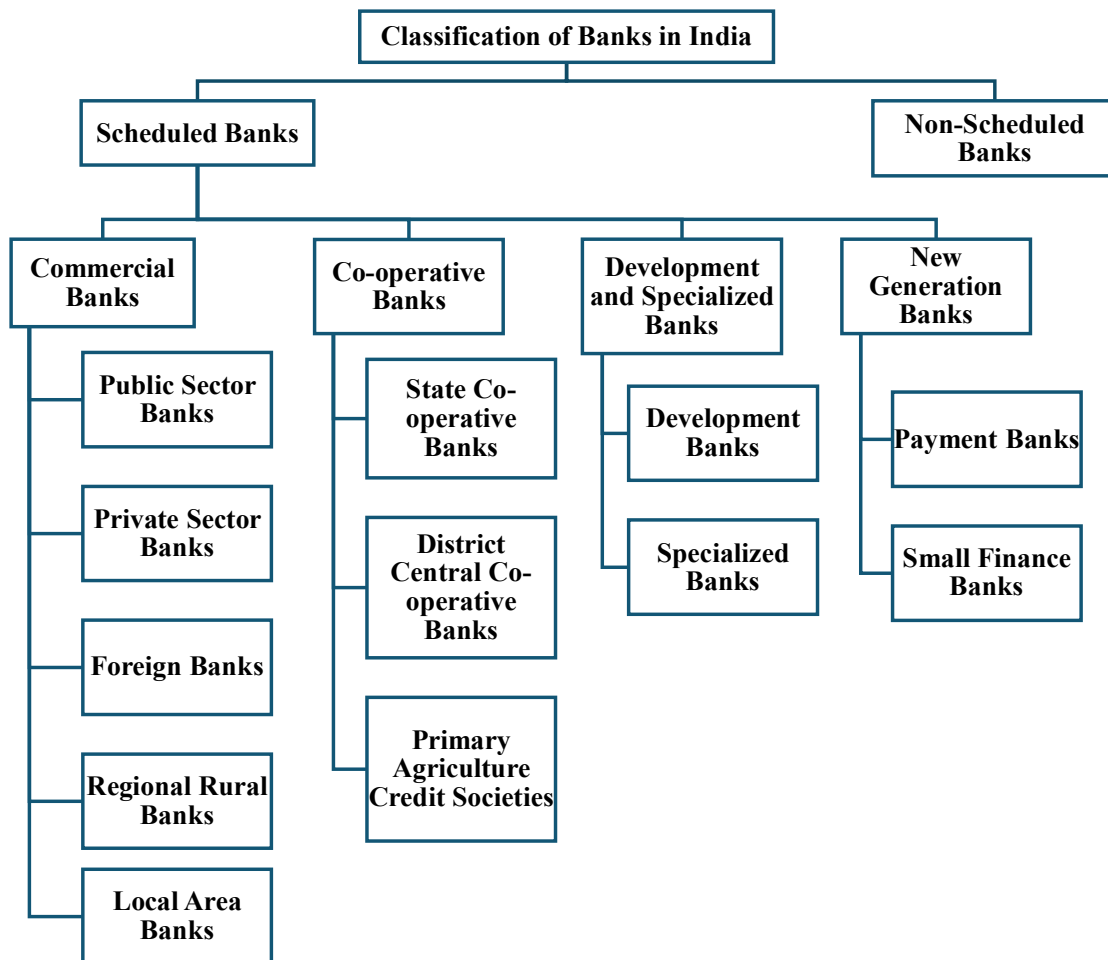 Classification of Banks in India
Scheduled Banks
Non-Scheduled
Banks
Commercial
Banks
Public Sector
Banks
Private Sector
Banks
Foreign Banks
Regional Rural
Banks
Local Area
Banks
Co-operative
Banks
State Co-
operative
Banks
District
Central Co-
operative
Banks
Primary
Agriculture
Credit Societies
Development
and Specialized
Banks
Development
Banks
Specialized
Banks
New
Generation
Banks
Payment Banks
Small Finance
Banks